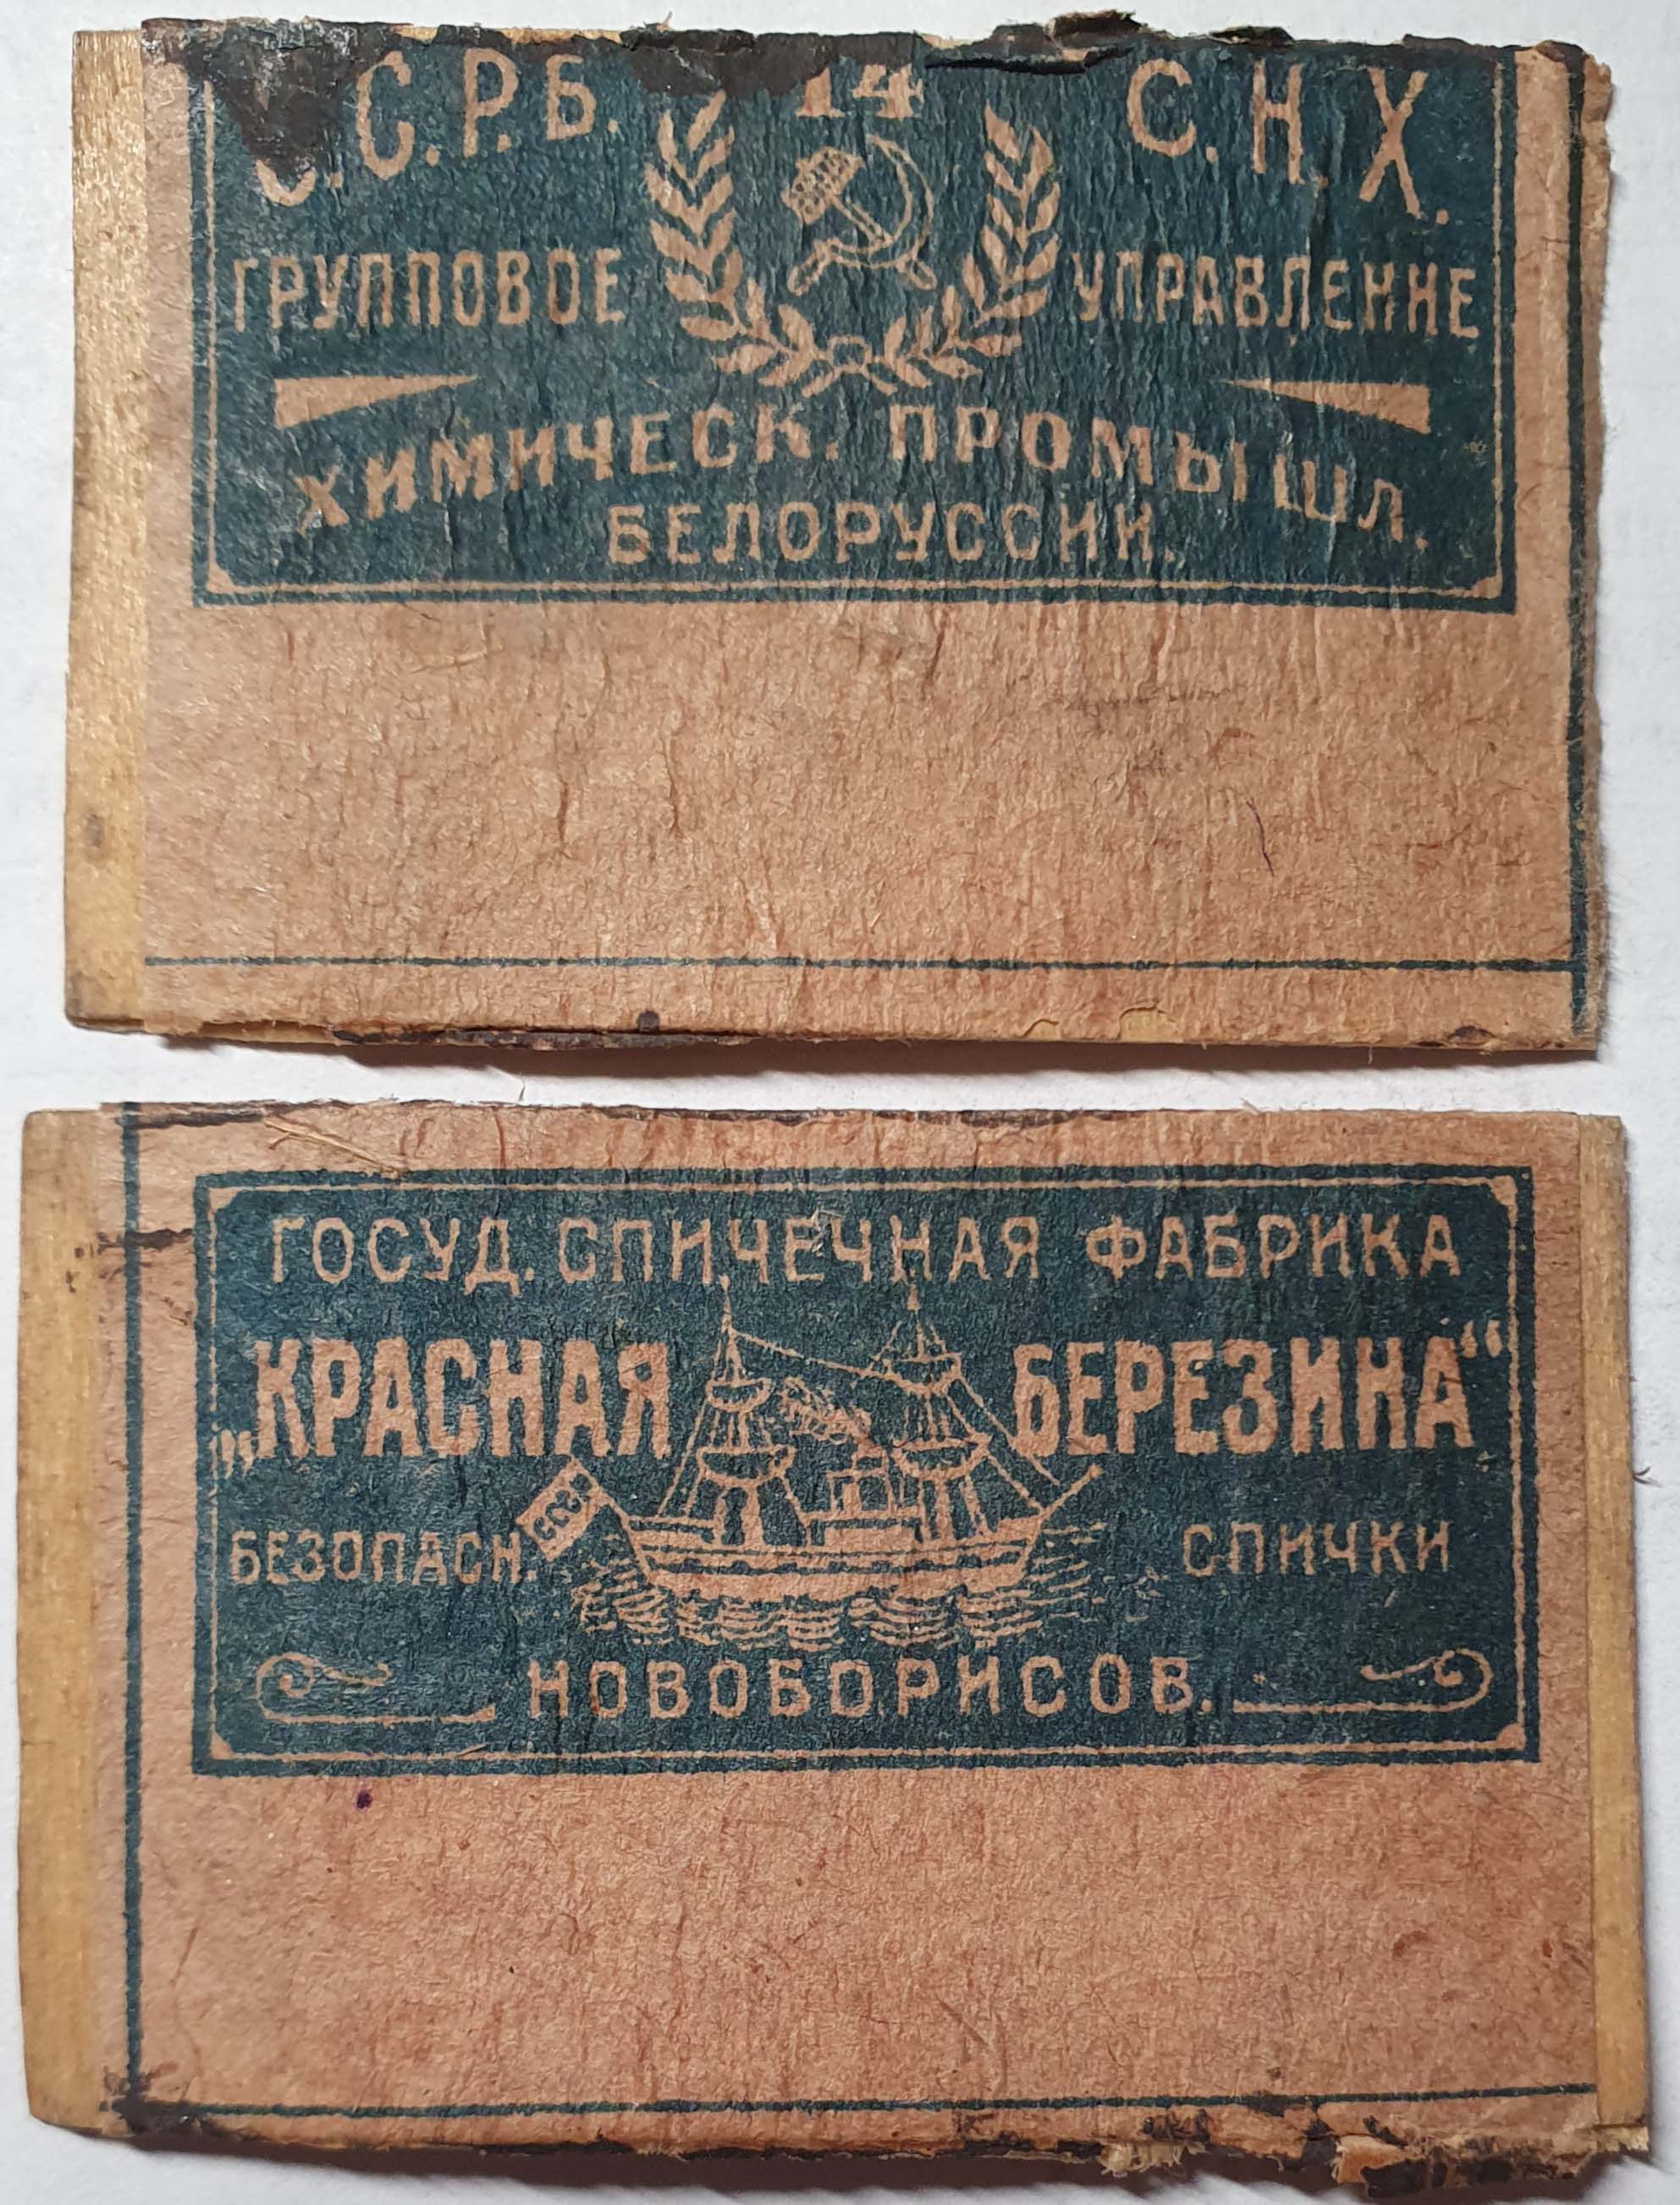 С.С.Р.Б. 14 С.Н.Х.
ГРУППОВОЕ УПРАВЛЕНИЕ
ХИМИЧЕСК. ПРОМЫШЛ.
БЕЛОРУССИИ.
ГОСУД. СПИЧЕЧНАЯ ФАБРИКА
„КРАСНАЯ БЕРЕЗИНА“
БЕЗОПАСН. СПИЧКИ
НОВОБОРИСОВ.